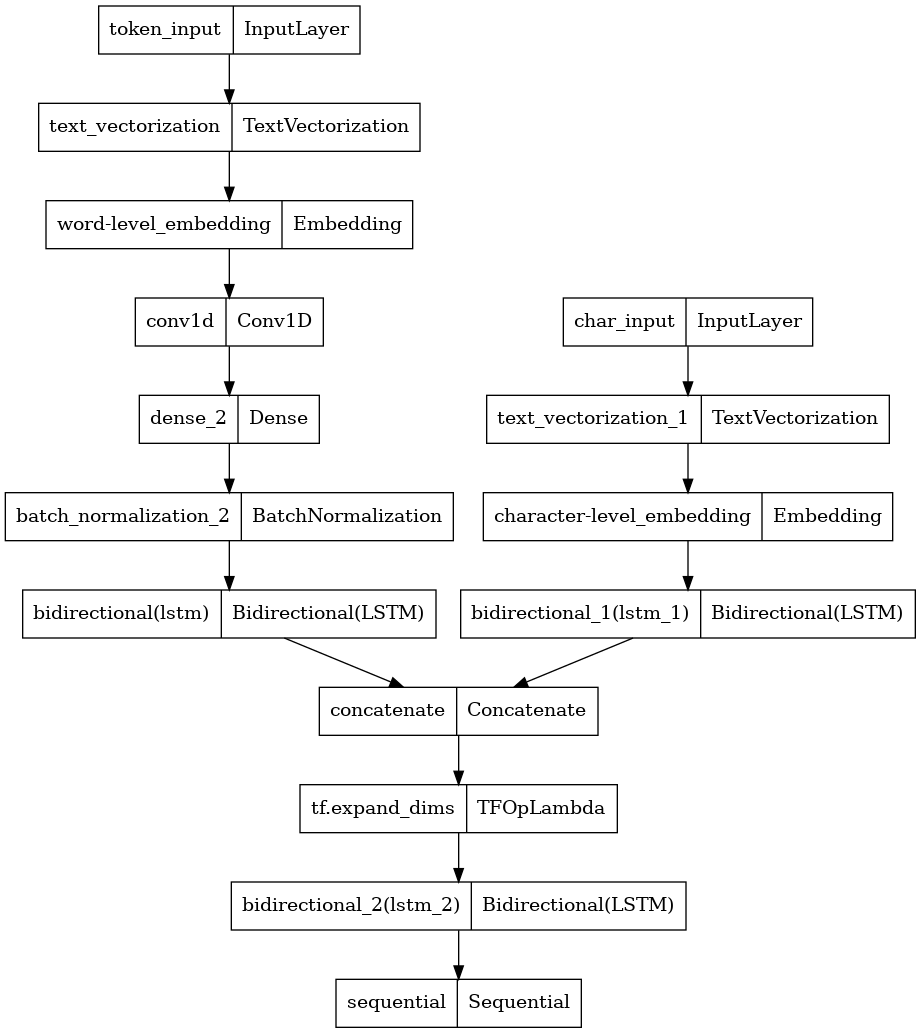 token_input InputLayer
text_vectorization TextVectorization
word-level_embedding Embedding
conv1d Conv1D
char_input InputLayer
dense_2 Dense
text_vectorization_1 TextVectorization
batch_normalization_2 BatchNormalization
character-level_embedding Embedding
bidirectional(lstm) Bidirectional(LSTM)
bidirectional_1(lstm_1) Bidirectional(LSTM)
concatenate Concatenate
tf.expand_dims TFOpLambda
bidirectional_2(lstm_2) Bidirectional(LSTM)
sequential Sequential